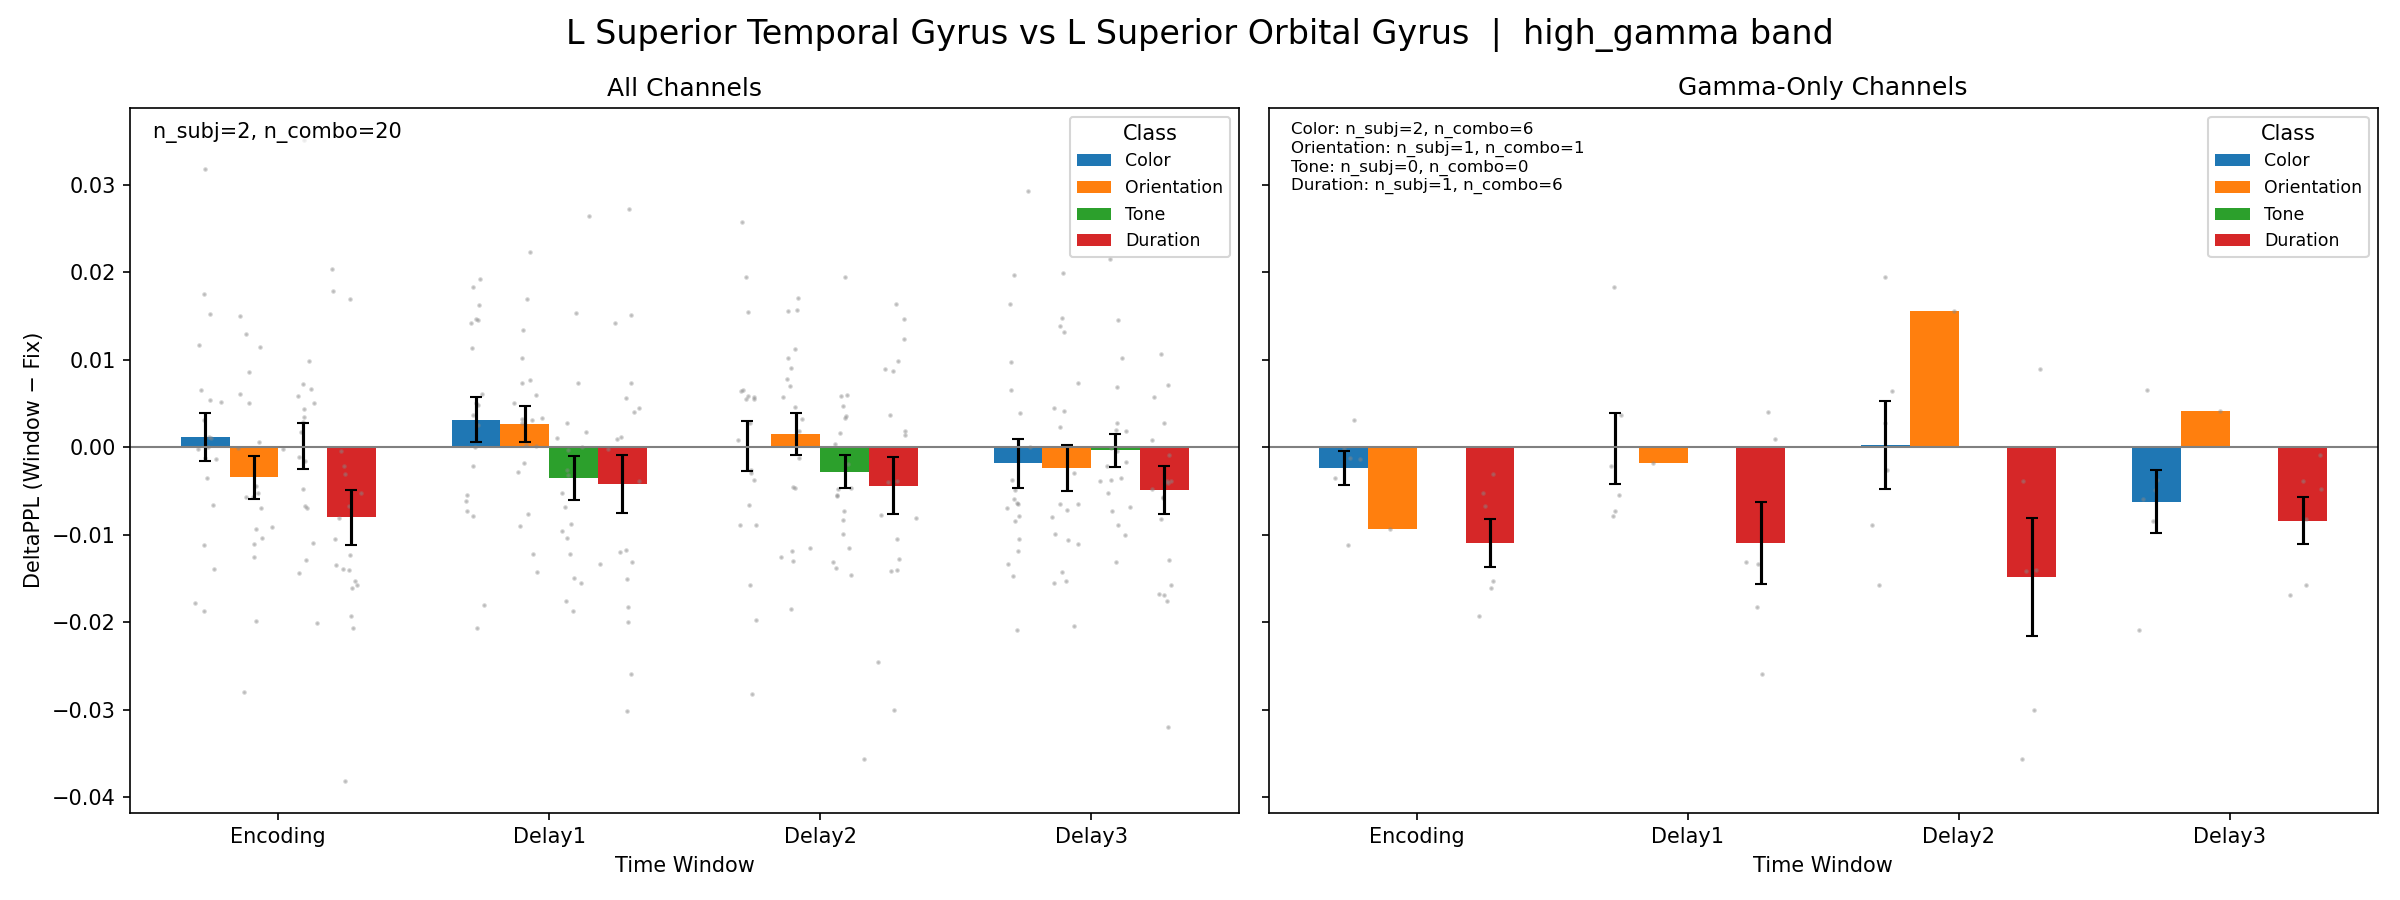 L Superior Temporal Gyrus vs L Superior Orbital Gyrus | high_gamma band
All Channels
n_subj=2, n_combo=20
Class
Color
Orientation
Tone
Duration
0.03
0.02
0.01
0.00
−0.01
−0.02
−0.03
−0.04
DeltaPPL (Window − Fix)
Encoding
Delay1
Delay2
Delay3
Time Window
Gamma-Only Channels
Color: n_subj=2, n_combo=6
Orientation: n_subj=1, n_combo=1
Tone: n_subj=0, n_combo=0
Duration: n_subj=1, n_combo=6
Class
Color
Orientation
Tone
Duration
Encoding
Delay1
Delay2
Delay3
Time Window